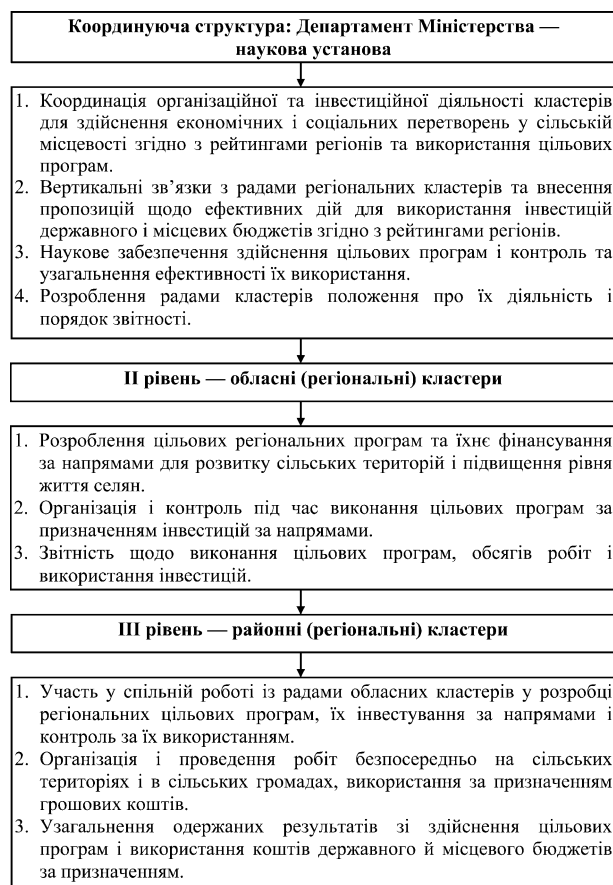 Координуюча структура: Департамент Міністерства —
наукова установа
1. Координація організаційної та інвестиційної діяльності кластерів
для здійснення економічних і соціальних перетворень у сільській
місцевості згідно з рейтингами регіонів та використання цільових
програм.
2. Вертикальні зв’язки з радами регіональних кластерів та внесення
пропозицій щодо ефективних дій для використання інвестицій
державного і місцевих бюджетів згідно з рейтингами регіонів.
3. Наукове забезпечення здійснення цільових програм і контроль та
узагальнення ефективності їх використання.
4. Розроблення радами кластерів положення про їх діяльність і
порядок звітності.
ІІ рівень — обласні (регіональні) кластери
1. Розроблення цільових регіональних програм та їхнє фінансування
за напрямами для розвитку сільських територій і підвищення рівня
життя селян.
2. Організація і контроль під час виконання цільових програм за
призначенням інвестицій за напрямами.
3. Звітність щодо виконання цільових програм, обсягів робіт і
використання інвестицій.
ІІІ рівень — районні (регіональні) кластери
1. Участь у спільній роботі із радами обласних кластерів у розробці
регіональних цільових програм, їх інвестування за напрямами і
контроль за їх використанням.
2. Організація і проведення робіт безпосередньо на сільських
територіях і в сільських громадах, використання за призначенням
грошових коштів.
3. Узагальнення одержаних результатів зі здійснення цільових
програм і використання коштів державного й місцевого бюджетів
за призначенням.